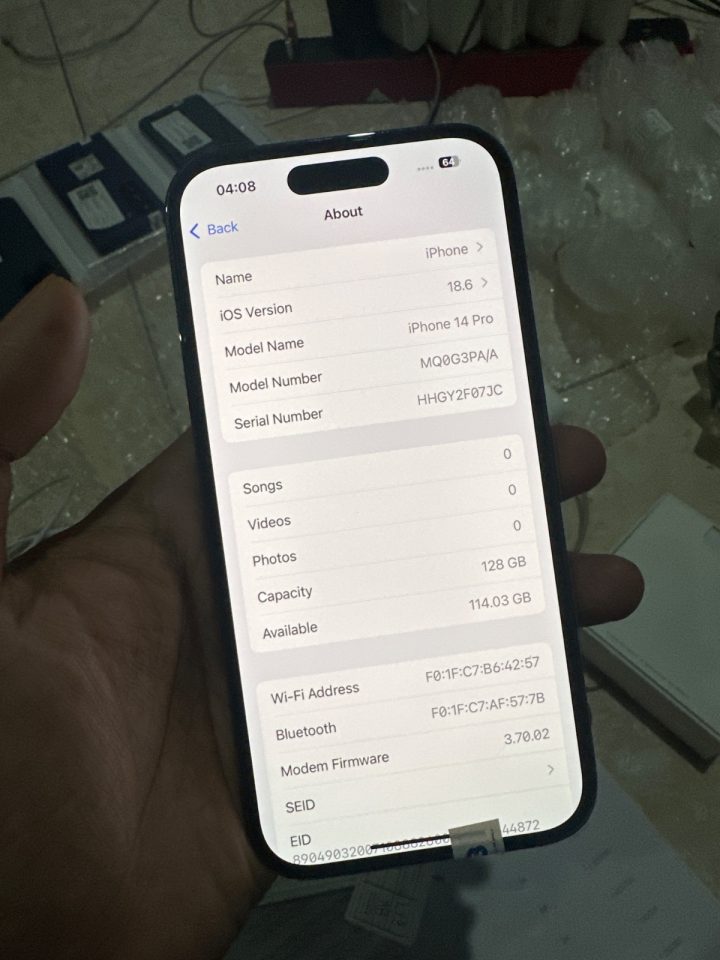 04:08
64
Back
About
Name iPhone
iOS Version 18.6
Model Name iPhone 14 Pro
Model Number MQ0G3PA/A
Serial Number HHGY2F07JC
Songs 0
Videos 0
Photos 0
Capacity 128 GB
Available 114.03 GB
Wi-Fi Address F0:1F:C7:B6:42:57
Bluetooth F0:1F:C7:AF:57:7B
Modem Firmware 3.70.02
SEID
EID